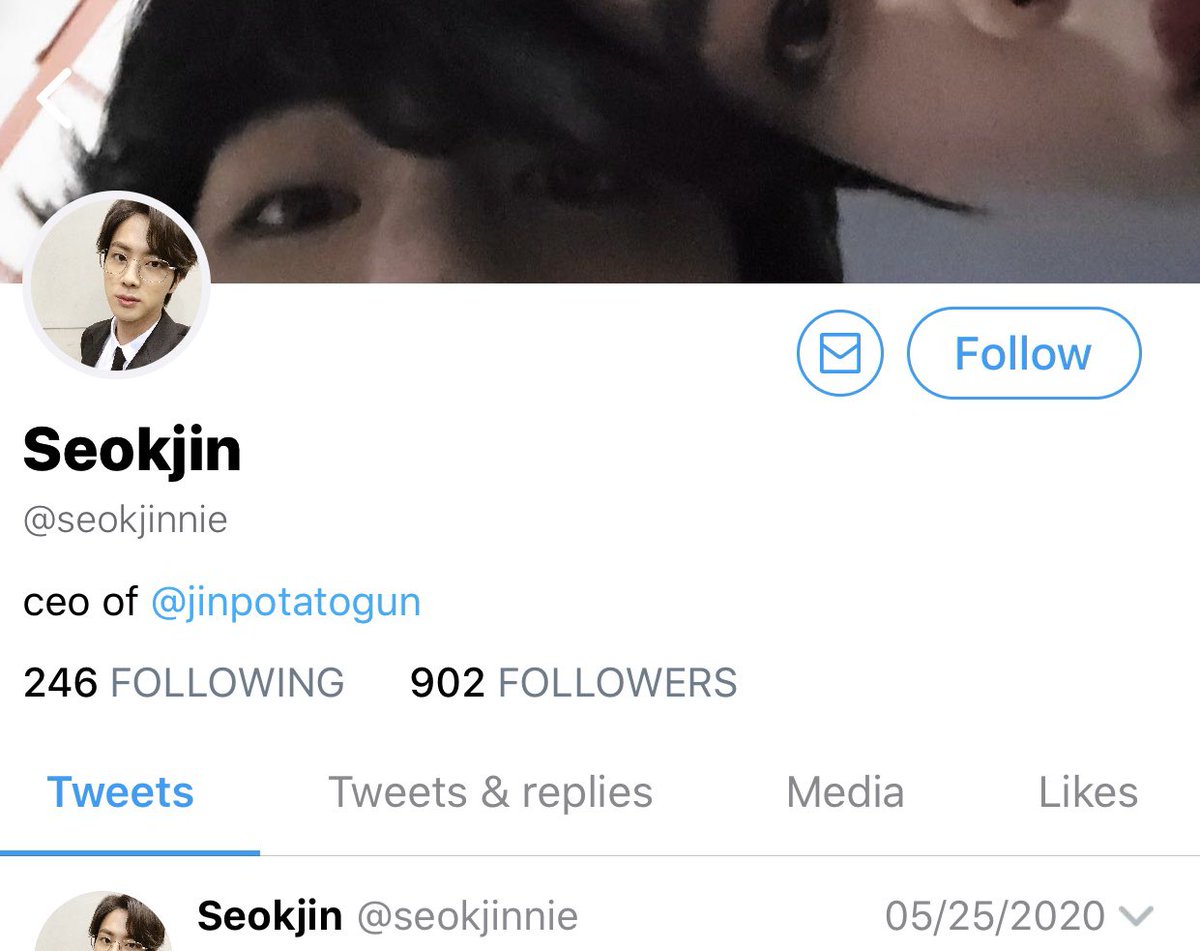 Follow
Seokjin
@seokjinnie
ceo of @jinpotatogun
246 FOLLOWING 902 FOLLOWERS
Tweets Tweets & replies Media Likes
Seokjin @seokjinnie 05/25/2020